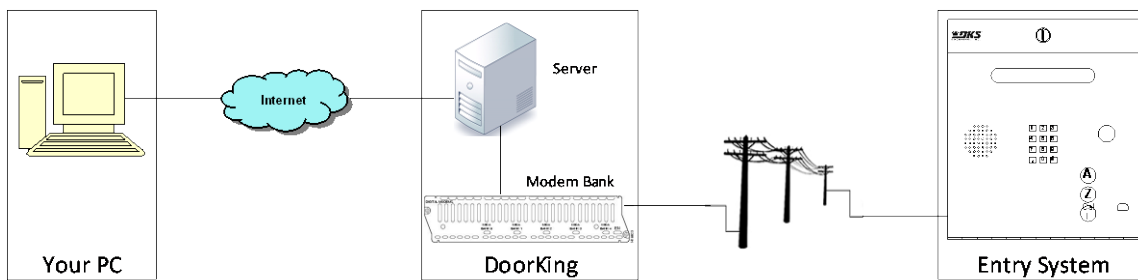 Internet
Server
Modem Bank
DKS
A
Z
Your PC
DoorKing
Entry System